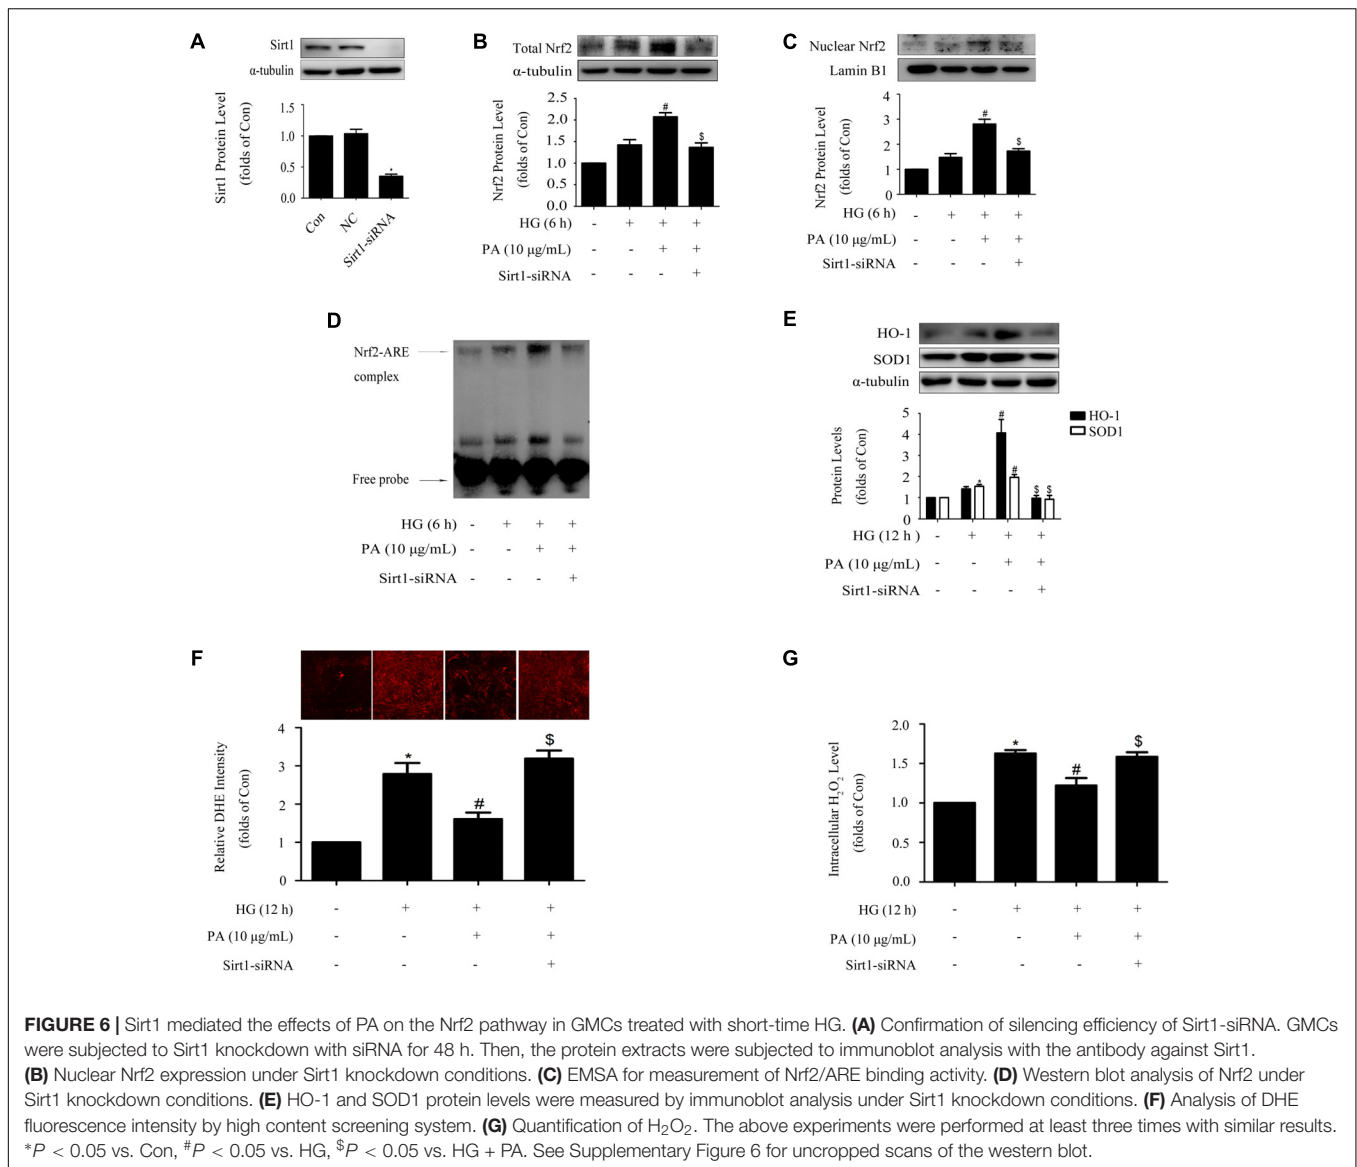 A
Sirt1
α-tubulin
Sirt1 Protein Level
(folds of Con)
1.5
1.0
0.5
0.0
*
Con
NC
Sirt1-siRNA
B
Total Nrf2
α-tubulin
Nrf2 Protein Level
(folds of Con)
2.5
2.0
1.5
1.0
0.5
0.0
#
$
HG (6 h) - + + +
PA (10 μg/mL) - - + +
Sirt1-siRNA - - - +
C
Nuclear Nrf2
Lamin B1
Nrf2 Protein Level
(folds of Con)
4
3
2
1
0
#
$
HG (6 h) - + + +
PA (10 μg/mL) - - + +
Sirt1-siRNA - - - +
D
Nrf2-ARE
complex
Free probe
HG (6 h) - + + +
PA (10 μg/mL) - - + +
Sirt1-siRNA - - - +
E
HO-1
SOD1
α-tubulin
Protein Levels
(folds of Con)
5
4
3
2
1
0
*
#
#
$ $
HO-1
SOD1
HG (12 h ) - + + +
PA (10 μg/mL) - - + +
Sirt1-siRNA - - - +
F
Relative DHE Intensity
(folds of Con)
4
3
2
1
0
*
#
$
HG (12 h) - + + +
PA (10 μg/mL) - - + +
Sirt1-siRNA - - - +
G
Intracellular H₂O₂ Level
(folds of Con)
2.0
1.5
1.0
0.5
0.0
*
#
$
HG (12 h) - + + +
PA (10 μg/mL) - - + +
Sirt1-siRNA - - - +
FIGURE 6 | Sirt1 mediated the effects of PA on the Nrf2 pathway in GMCs treated with short-time HG. (A) Confirmation of silencing efficiency of Sirt1-siRNA. GMCs
were subjected to Sirt1 knockdown with siRNA for 48 h. Then, the protein extracts were subjected to immunoblot analysis with the antibody against Sirt1.
(B) Nuclear Nrf2 expression under Sirt1 knockdown conditions. (C) EMSA for measurement of Nrf2/ARE binding activity. (D) Western blot analysis of Nrf2 under
Sirt1 knockdown conditions. (E) HO-1 and SOD1 protein levels were measured by immunoblot analysis under Sirt1 knockdown conditions. (F) Analysis of DHE
fluorescence intensity by high content screening system. (G) Quantification of H₂O₂. The above experiments were performed at least three times with similar results.
*P < 0.05 vs. Con, #P < 0.05 vs. HG, $P < 0.05 vs. HG + PA. See Supplementary Figure 6 for uncropped scans of the western blot.